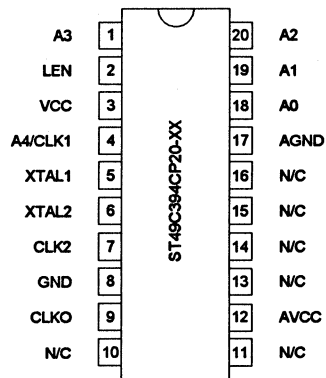 A3 1 20 A2
LEN 2 19 A1
VCC 3 18 A0
A4/CLK1 4 17 AGND
XTAL1 5 16 N/C
XTAL2 6 15 N/C
CLK2 7 14 N/C
GND 8 13 N/C
CLKO 9 12 AVCC
N/C 10 11 N/C
ST49C394CP20-XX